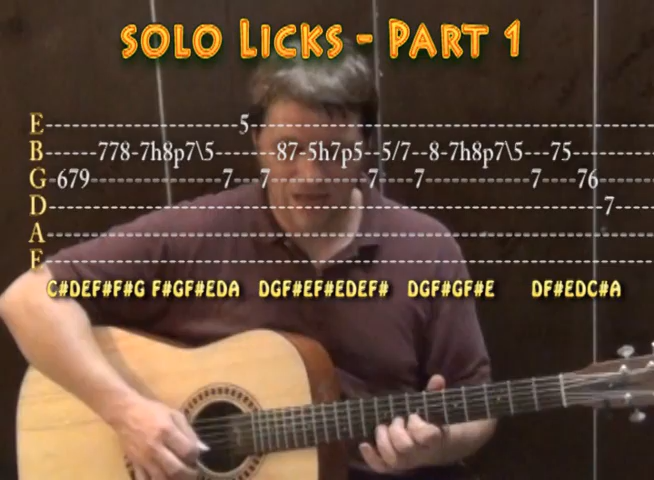 SOLO LICKS - PART 1
E--------------------------5----------------------------------------------------
B-------778-7h8p7\5--------87-5h7p5--5/7--8-7h8p7\5---75----------
G-679-------------------7---7--------------7-----7---------------7-----76-------
D-----------------------------------------------------------------------------7-----
A---------------------------------------------------------------------------------
E---------------------------------------------------------------------------------
C#DEF#F#G F#GF#EDA DGF#EF#EDEF# DGF#GF#E DF#EDC#A